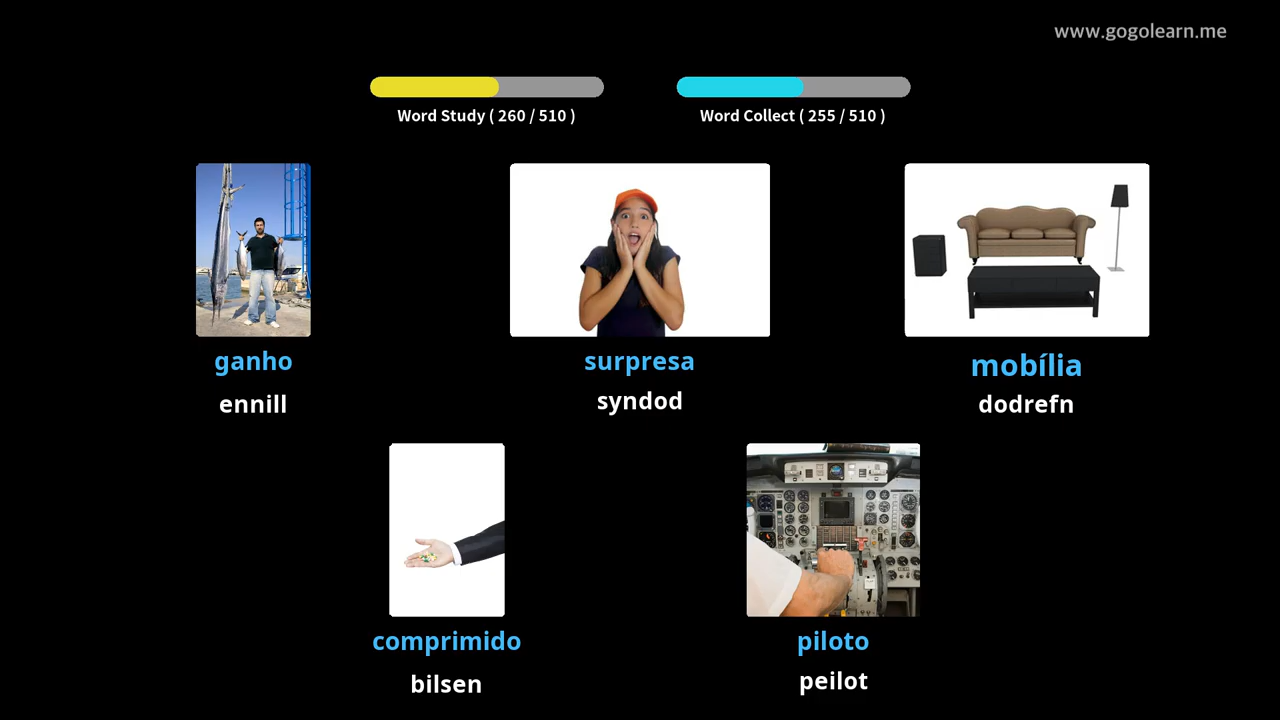 www.gogolearn.me
Word Study ( 260 / 510 )
Word Collect ( 255 / 510 )
ganho
ennill
surpresa
syndod
mobília
dodrefn
comprimido
bilsen
piloto
peilot